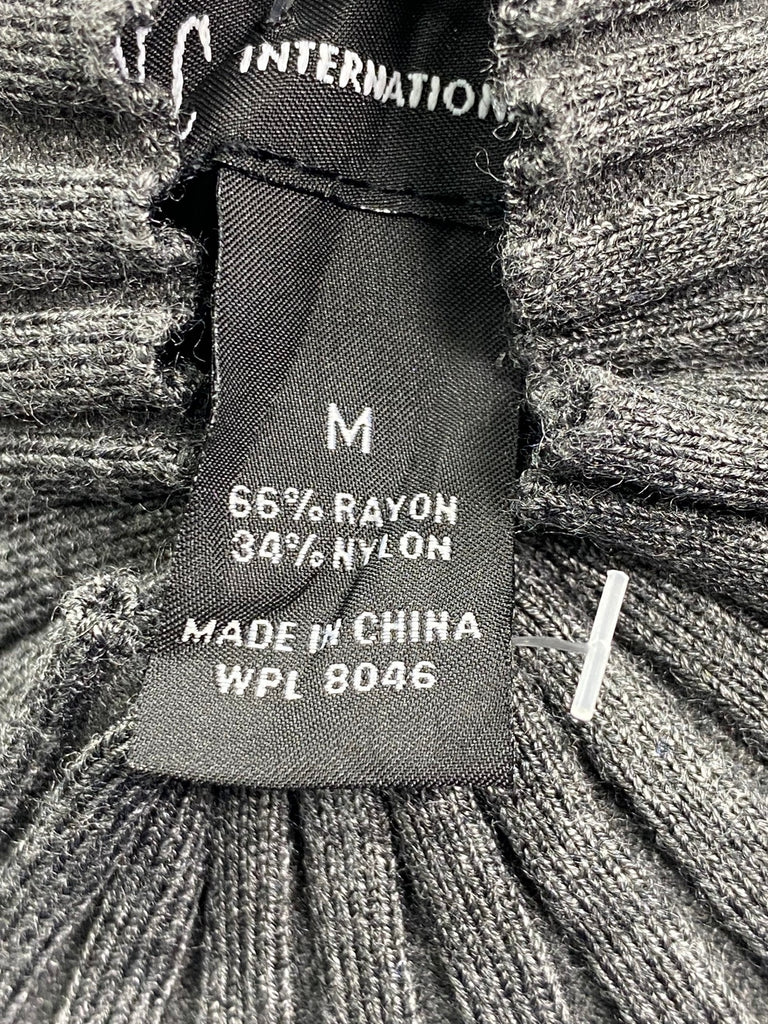 INTERNATION
M
66% RAYON
34% NYLON
MADE IN CHINA
WPL 8046